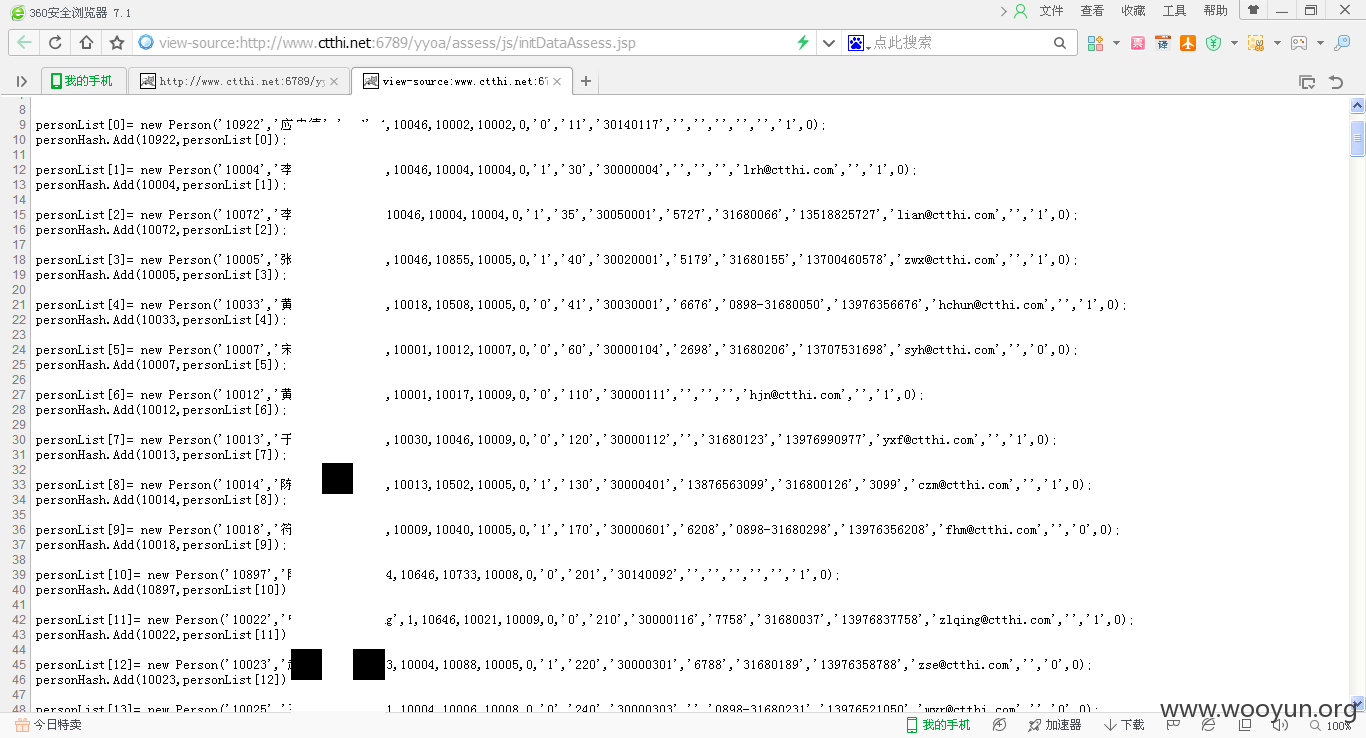 360安全浏览器 7.1
文件 查看 收藏 工具 帮助
view-source:http://www.ctthi.net:6789/yyoa/assess/js/initDataAssess.jsp
点此搜索
我的手机
http://www.ctthi.net:6789/yy
view-source:www.ctthi.net:67
8
9 personList[0]= new Person('10922','应 ,10046,10002,10002,0,'0','11','30140117','','','','','','1',0);
10 personHash.Add(10922,personList[0]);
11
12 personList[1]= new Person('10004','李 ,10046,10004,10004,0,'1','30','30000004','','','','lrh@ctthi.com','','1',0);
13 personHash.Add(10004,personList[1]);
14
15 personList[2]= new Person('10072','李 10046,10004,10004,0,'1','35','30050001','5727','31680066','13518825727','lian@ctthi.com','','1',0);
16 personHash.Add(10072,personList[2]);
17
18 personList[3]= new Person('10005','张 ,10046,10855,10005,0,'1','40','30020001','5179','31680155','13700460578','zwx@ctthi.com','','1',0);
19 personHash.Add(10005,personList[3]);
20
21 personList[4]= new Person('10033','黄 ,10018,10508,10005,0,'0','41','30030001','6676','0898-31680050','13976356676','hchun@ctthi.com','','1',0);
22 personHash.Add(10033,personList[4]);
23
24 personList[5]= new Person('10007','宋 ,10001,10012,10007,0,'0','60','30000104','2698','31680206','13707531698','syh@ctthi.com','','0',0);
25 personHash.Add(10007,personList[5]);
26
27 personList[6]= new Person('10012','黄 ,10001,10017,10009,0,'0','110','30000111','','','','hjn@ctthi.com','','1',0);
28 personHash.Add(10012,personList[6]);
29
30 personList[7]= new Person('10013','于 ,10030,10046,10009,0,'0','120','30000112','','31680123','13976990977','yxf@ctthi.com','','1',0);
31 personHash.Add(10013,personList[7]);
32
33 personList[8]= new Person('10014','陈 ,10013,10502,10005,0,'1','130','30000401','13876563099','316800126','3099','czm@ctthi.com','','1',0);
34 personHash.Add(10014,personList[8]);
35
36 personList[9]= new Person('10018','符 ,10009,10040,10005,0,'1','170','30000601','6208','0898-31680298','13976356208','fhm@ctthi.com','','0',0);
37 personHash.Add(10018,personList[9]);
38
39 personList[10]= new Person('10897',' 4,10646,10733,10008,0,'0','201','30140092','','','','','','1',0);
40 personHash.Add(10897,personList[10])
41
42 personList[11]= new Person('10022',' g',1,10646,10021,10009,0,'0','210','30000116','7758','31680037','13976837758','zlqing@ctthi.com','','1',0);
43 personHash.Add(10022,personList[11])
44
45 personList[12]= new Person('10023',' 3,10004,10088,10005,0,'1','220','30000301','6788','31680189','13976358788','zse@ctthi.com','','0',0);
46 personHash.Add(10023,personList[12])
47
48 personList[13]= new Person('10025',' 1,10004,10006,10008,0,'0','240','30000303','','0898-31680231','13976521050','wxr@ctthi.com','','0',0)
www.wooyun.org
今日特卖
我的手机 加速器 下载 100%